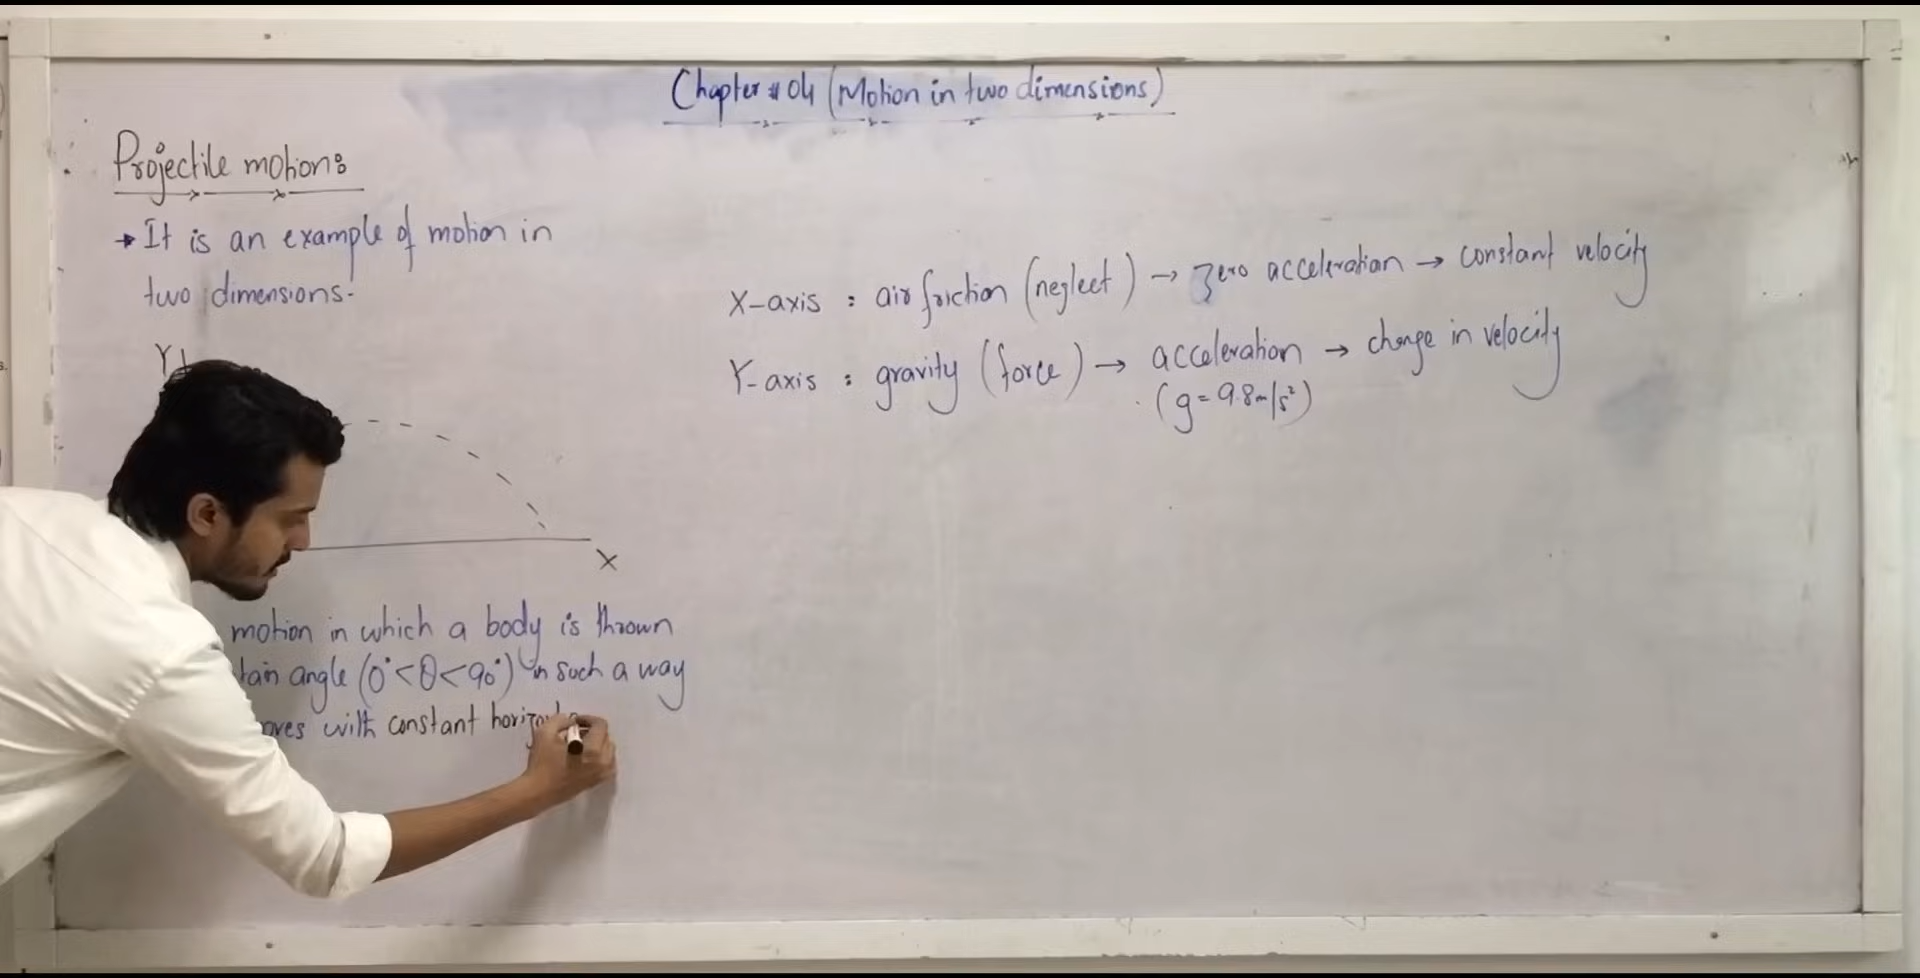 Chapter # 04 (Motion in two dimensions)
Projectile motion:
→ It is an example of motion in
two dimensions.
Y
X
motion in which a body is thrown
tain angle (0° < θ < 90°) in such a way
oves with constant
X-axis : air friction (neglect) → zero acceleration → constant velocity
Y-axis : gravity (force) → acceleration → change in velocity
(g = 9.8 m/s²)